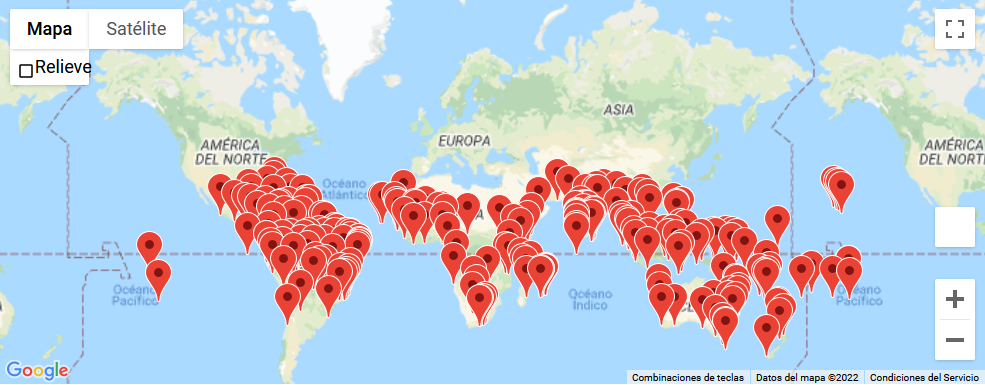 Mapa Satélite
Relieve
AMÉRICA
DEL NORTE
Océano
Atlántico
EUROPA
ASIA
AMÉRICA
DEL NORTE
Océano
Pacífico
Océano
Índico
Océano
Pacífico
Google
Combinaciones de teclas Datos del mapa ©2022 Condiciones del Servicio